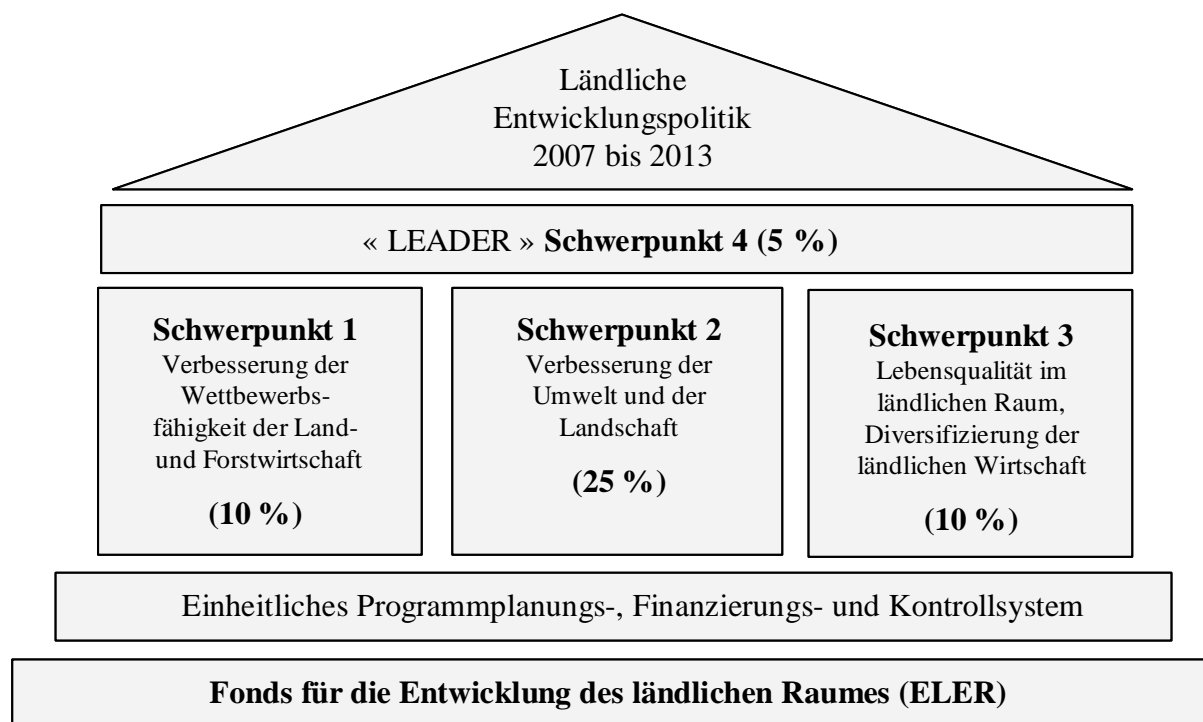 Ländliche
Entwicklungspolitik
2007 bis 2013
« LEADER » Schwerpunkt 4 (5 %)
Schwerpunkt 1
Verbesserung der
Wettbewerbs-
fähigkeit der Land-
und Forstwirtschaft
(10 %)
Schwerpunkt 2
Verbesserung der
Umwelt und der
Landschaft
(25 %)
Schwerpunkt 3
Lebensqualität im
ländlichen Raum,
Diversifizierung der
ländlichen Wirtschaft
(10 %)
Einheitliches Programmplanungs-, Finanzierungs- und Kontrollsystem
Fonds für die Entwicklung des ländlichen Raumes (ELER)